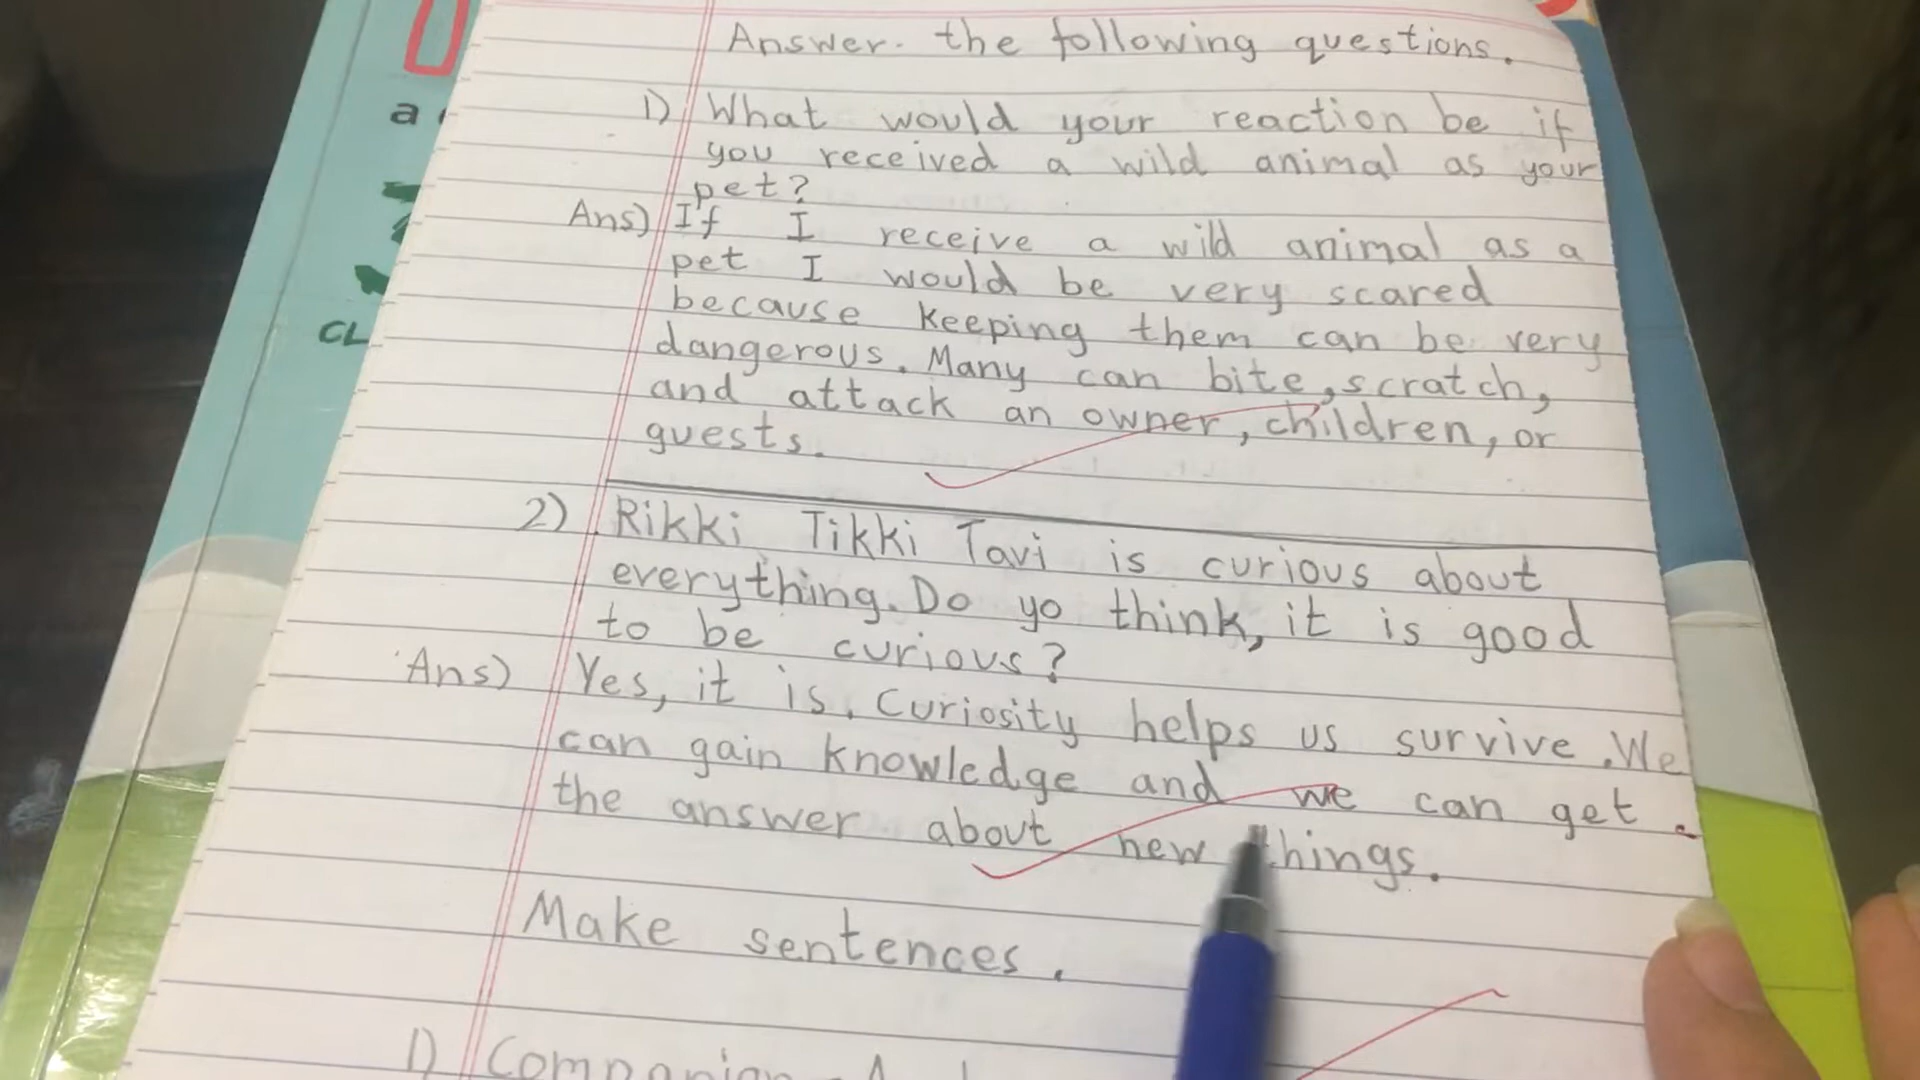 Answer. the following questions.
1) What would your reaction be if
you received a wild animal as your
pet?
Ans) If I receive a wild animal as a
pet I would be very scared
because keeping them can be very
dangerous. Many can bite, scratch,
and attack an owner, children, or
guests.
2) Rikki Tikki Tavi is curious about
everything. Do yo think, it is good
to be curious?
Ans) Yes, it is. Curiosity helps us survive. We
can gain knowledge and we can get.
the answer about new things.
Make sentences.
1) Companion
a
CL